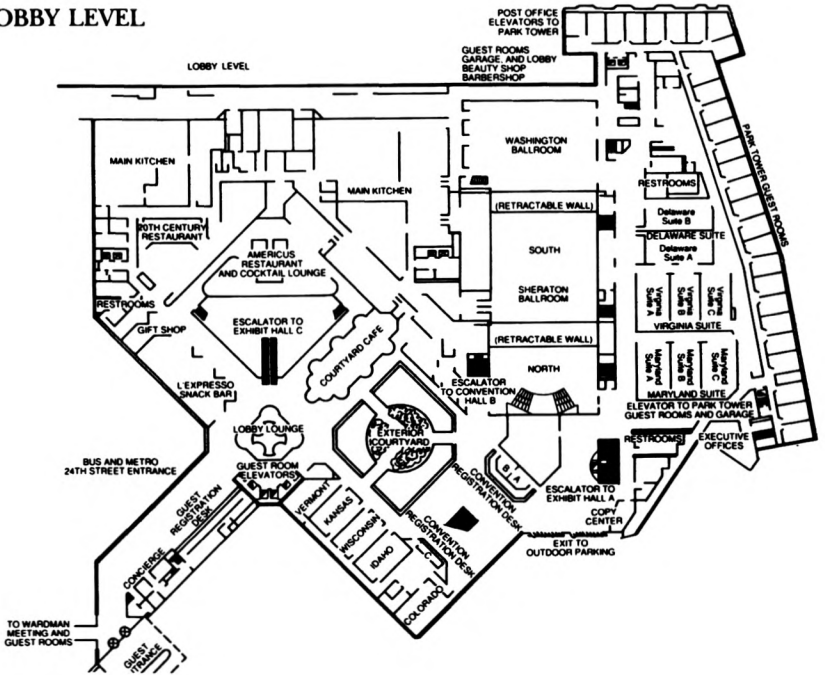 OBBY LEVEL
POST OFFICE
ELEVATORS TO
PARK TOWER
GUEST ROOMS
GARAGE, AND LOBBY
BEAUTY SHOP
BARBERSHOP
LOBBY LEVEL
WASHINGTON
BALLROOM
PARK TOWER GUEST ROOMS
MAIN KITCHEN
MAIN KITCHEN
RESTROOMS
(RETRACTABLE WALL)
Delaware
Suite B
DELAWARE SUITE
Delaware
Suite A
20TH CENTURY
RESTAURANT
AMERICUS
RESTAURANT
AND COCKTAIL LOUNGE
SOUTH
SHERATON
BALLROOM
Virginia
Suite A
Virginia
Suite B
Virginia
Suite C
VIRGINIA SUITE
RESTROOMS
GIFT SHOP
ESCALATOR TO
EXHIBIT HALL C
COURTYARD CAFE
(RETRACTABLE WALL)
Maryland
Suite A
Maryland
Suite B
Maryland
Suite C
MARYLAND SUITE
NORTH
L'EXPRESSO
SNACK BAR
ESCALATOR
TO CONVENTION
HALL B
ELEVATOR TO PARK TOWER
GUEST ROOMS AND GARAGE
LOBBY LOUNGE
EXTERIOR
COURTYARD
RESTROOMS
EXECUTIVE
OFFICES
BUS AND METRO
24TH STREET ENTRANCE
GUEST ROOM
ELEVATORS
B A
CONVENTION
REGISTRATION DESK
ESCALATOR TO
EXHIBIT HALL A
GUEST
REGISTRATION
DESK
VERMONT
KANSAS
WISCONSIN
IDAHO
COLORADO
C
CONVENTION
REGISTRATION DESK
COPY
CENTER
EXIT TO
OUTDOOR PARKING
CONCIERGE
TO WARDMAN
MEETING AND
GUEST ROOMS
GUEST
NTRANCE